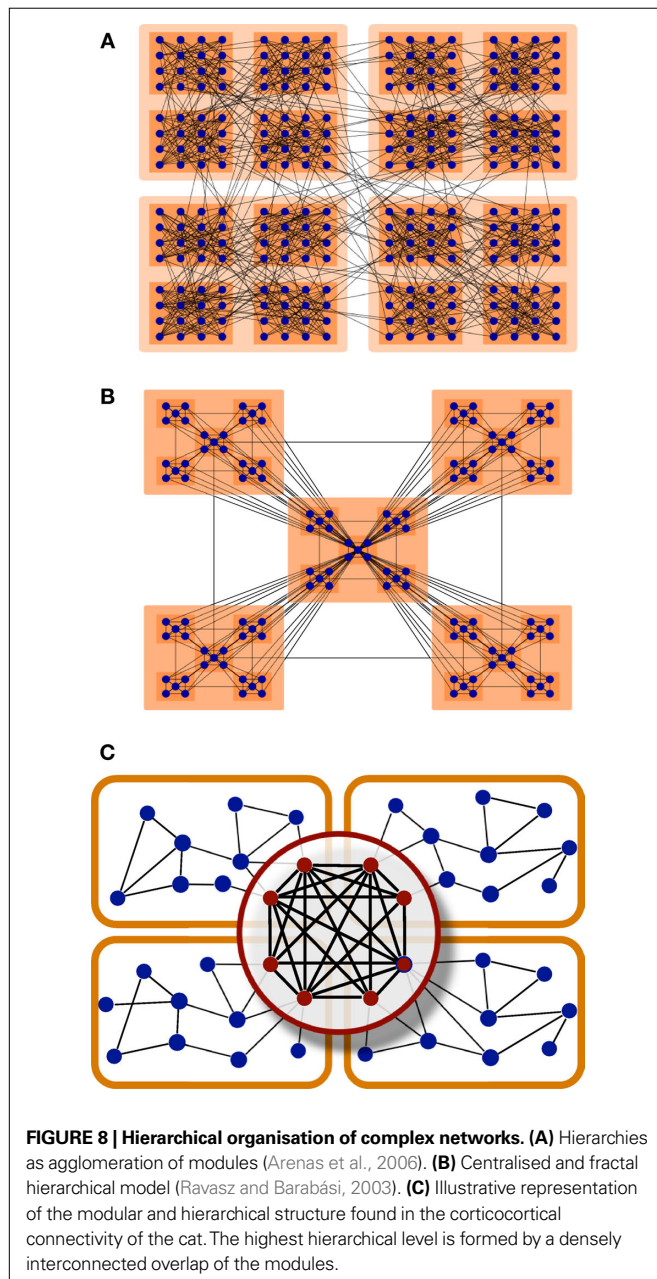 A
B
C
FIGURE 8 | Hierarchical organisation of complex networks. (A) Hierarchies
as agglomeration of modules (Arenas et al., 2006). (B) Centralised and fractal
hierarchical model (Ravasz and Barabási, 2003). (C) Illustrative representation
of the modular and hierarchical structure found in the corticocortical
connectivity of the cat. The highest hierarchical level is formed by a densely
interconnected overlap of the modules.